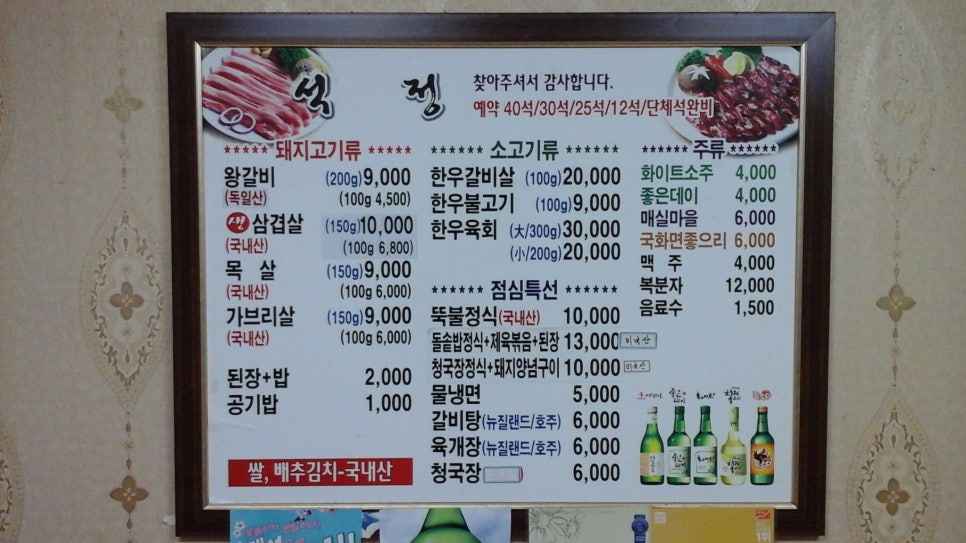 석 정
찾아주셔서 감사합니다.
예약 40석/30석/25석/12석/단체석완비
***** 돼지고기류 *****
왕갈비 (200g) 9,000
(독일산) (100g 4,500)
생 삼겹살 (150g) 10,000
(국내산) (100g 6,800)
목 살 (150g) 9,000
(국내산) (100g 6,000)
가브리살 (150g) 9,000
(국내산) (100g 6,000)
된장+밥 2,000
공기밥 1,000
쌀, 배추김치-국내산
****** 소고기류 ******
한우갈비살 (100g) 20,000
한우불고기 (100g) 9,000
한우육회 (大/300g) 30,000
(小/200g) 20,000
****** 점심특선 ******
뚝불정식(국내산) 10,000
돌솥밥정식+제육볶음+된장 13,000 미국산
청국장정식+돼지양념구이 10,000 미국산
물냉면 5,000
갈비탕(뉴질랜드/호주) 6,000
육개장(뉴질랜드/호주) 6,000
청국장 6,000
****** 주류 ******
화이트소주 4,000
좋은데이 4,000
매실마을 6,000
국화면좋으리 6,000
맥 주 4,000
복분자 12,000
음료수 1,500
1위